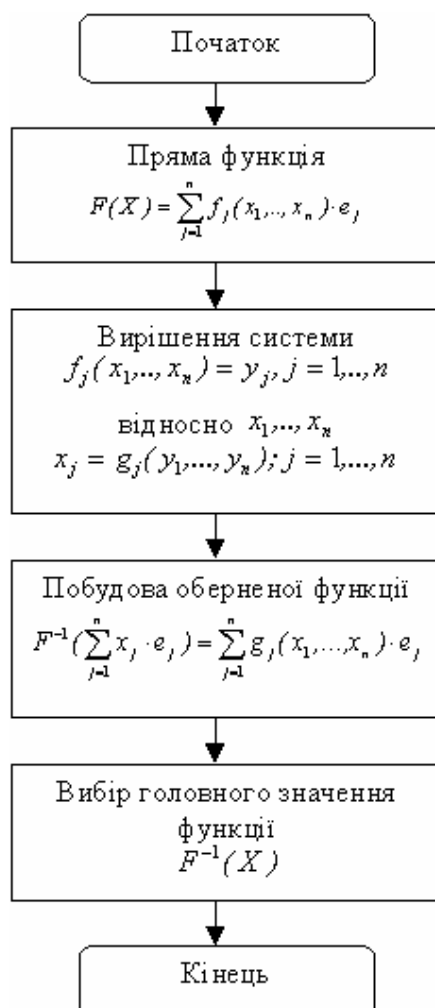 Початок
Пряма функція
F(X) = ∑_{j=1}^{n} f_j(x_1,.., x_n)·e_j
Вирішення системи
f_j(x_1,.., x_n) = y_j, j = 1,.., n
відносно x_1,.., x_n
x_j = g_j(y_1,..., y_n); j = 1,..., n
Побудова оберненої функції
F^{-1}(∑_{j=1}^{n} x_j·e_j) = ∑_{j=1}^{n} g_j(x_1,...,x_n)·e_j
Вибір головного значення
функції
F^{-1}(X)
Кінець